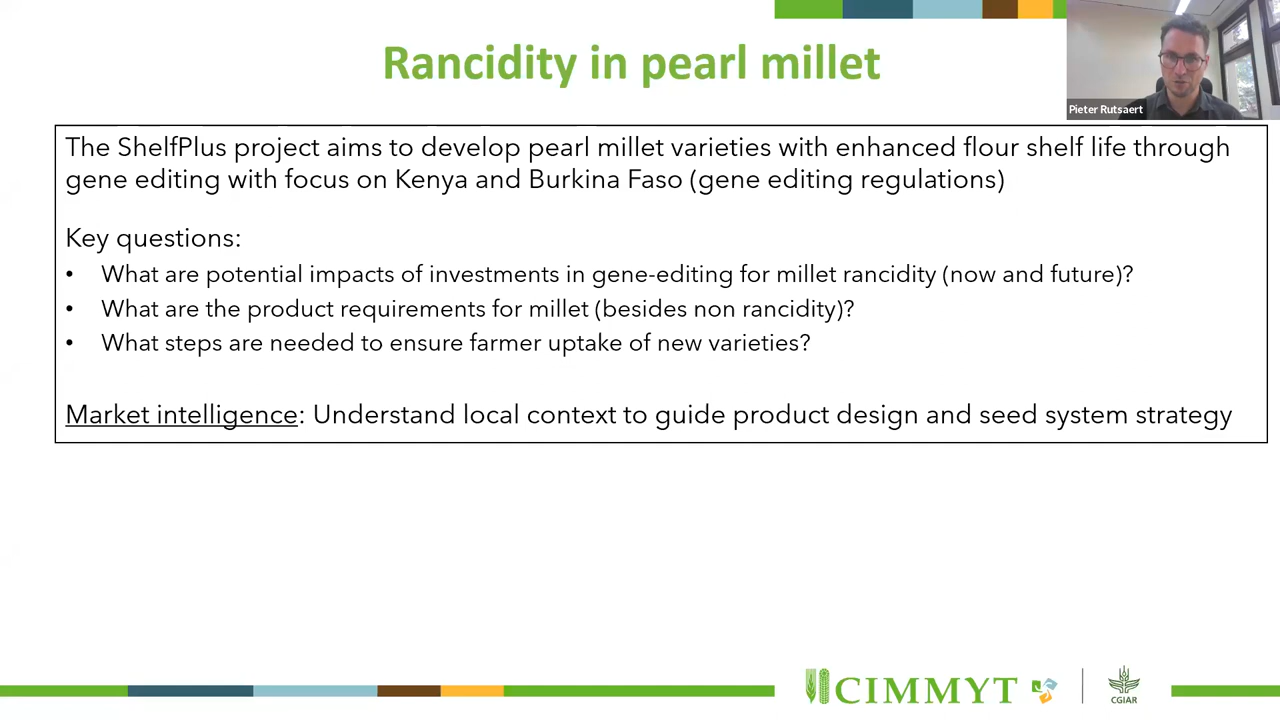 Rancidity in pearl millet
Pieter Rutsaert
The ShelfPlus project aims to develop pearl millet varieties with enhanced flour shelf life through
gene editing with focus on Kenya and Burkina Faso (gene editing regulations)
Key questions:
• What are potential impacts of investments in gene-editing for millet rancidity (now and future)?
• What are the product requirements for millet (besides non rancidity)?
• What steps are needed to ensure farmer uptake of new varieties?
Market intelligence: Understand local context to guide product design and seed system strategy
CIMMYT
CGIAR